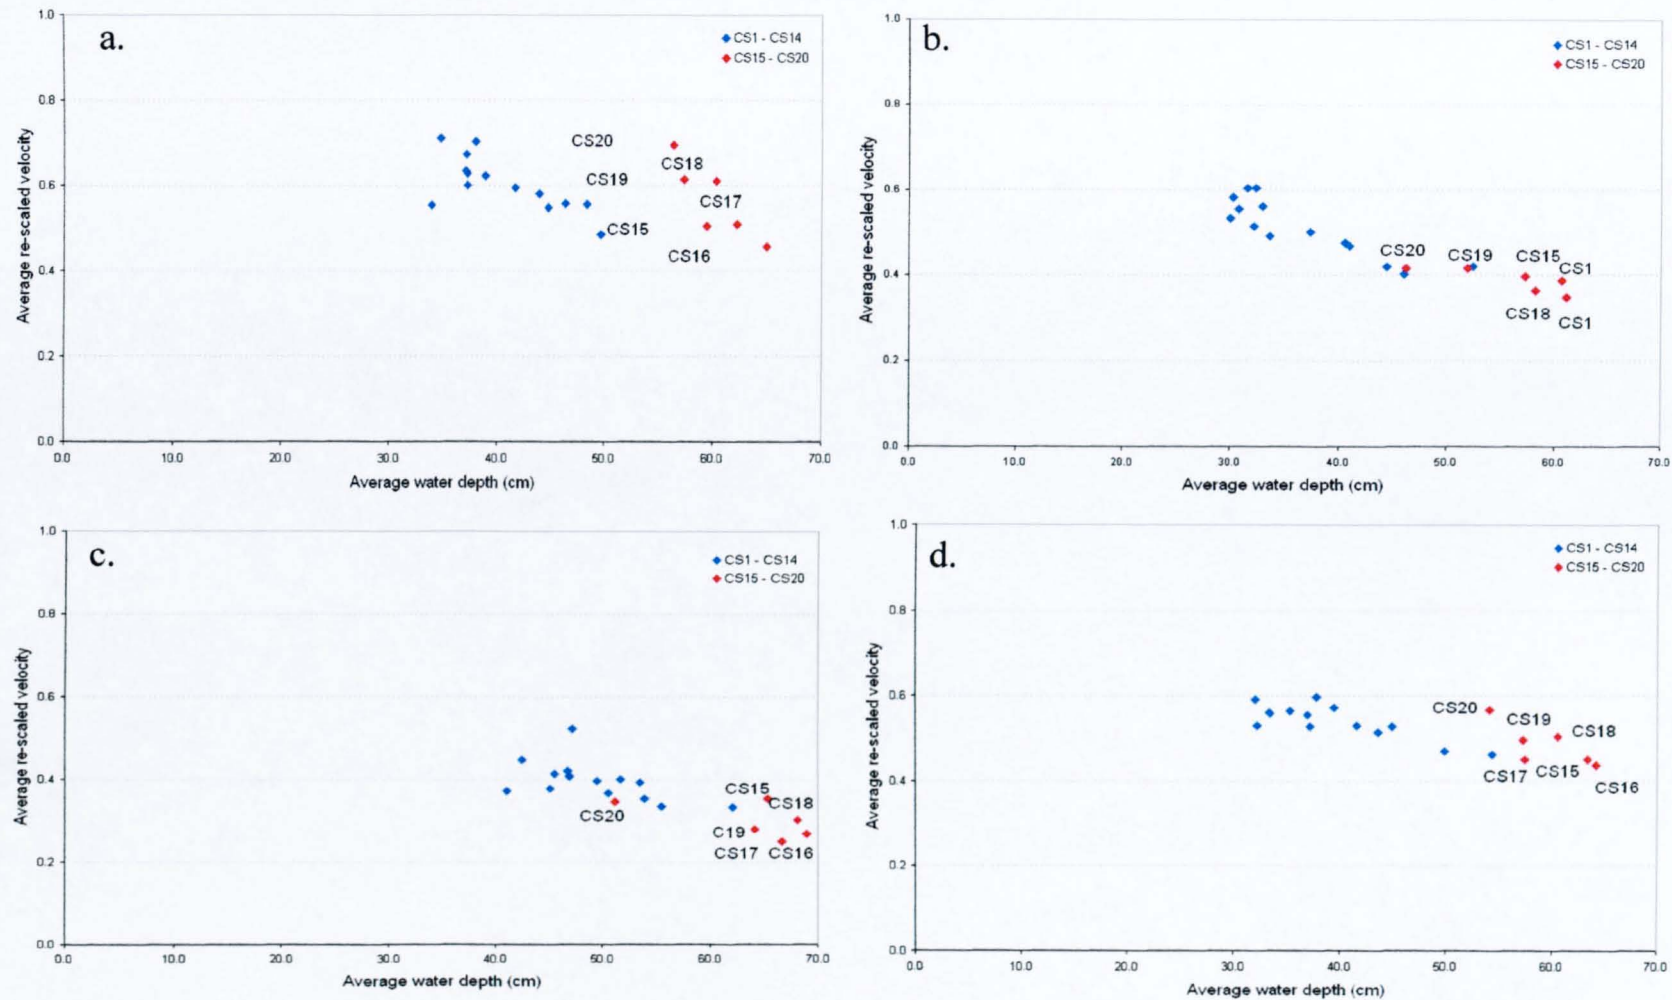 a.
CS1 - CS14
CS15 - CS20
1.0
0.8
0.6
0.4
0.2
0.0
Average re-scaled velocity
CS20
CS18
CS19
CS17
CS15
CS16
0.0 10.0 20.0 30.0 40.0 50.0 60.0 70.0
Average water depth (cm)
b.
CS1 - CS14
CS15 - CS20
1.0
0.8
0.6
0.4
0.2
0.0
Average re-scaled velocity
CS20
CS19
CS15
CS1
CS18
CS1
0.0 10.0 20.0 30.0 40.0 50.0 60.0 70.0
Average water depth (cm)
c.
CS1 - CS14
CS15 - CS20
1.0
0.8
0.6
0.4
0.2
0.0
Average re-scaled velocity
CS15
CS18
CS20
C19
CS17
CS16
0.0 10.0 20.0 30.0 40.0 50.0 60.0 70.0
Average water depth (cm)
d.
CS1 - CS14
CS15 - CS20
1.0
0.8
0.6
0.4
0.2
0.0
Average re-scaled velocity
CS20
CS19
CS18
CS17
CS15
CS16
0.0 10.0 20.0 30.0 40.0 50.0 60.0 70.0
Average water depth (cm)